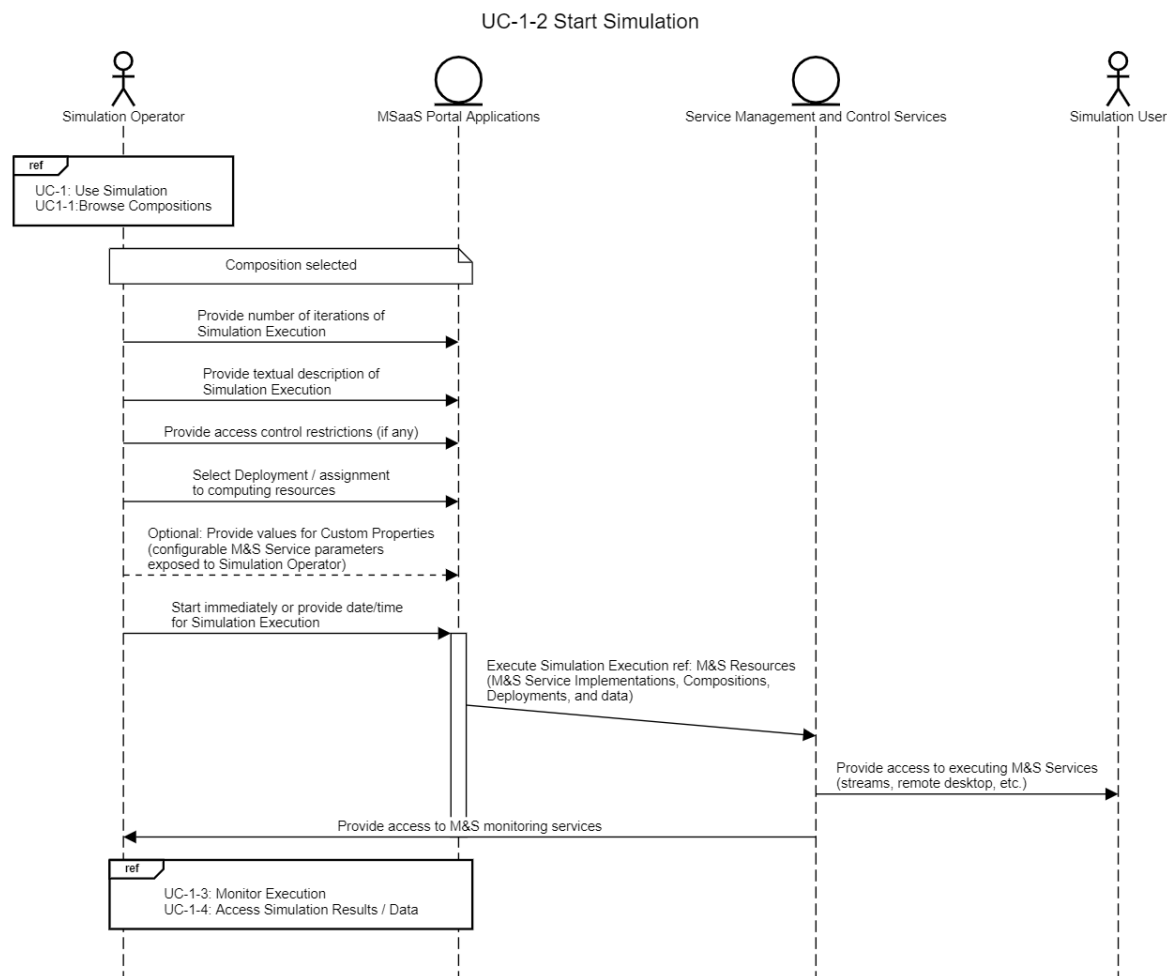 UC-1-2 Start Simulation
Simulation Operator
MSaaS Portal Applications
Service Management and Control Services
Simulation User
ref
UC-1: Use Simulation
UC1-1:Browse Compositions
Composition selected
Provide number of iterations of
Simulation Execution
Provide textual description of
Simulation Execution
Provide access control restrictions (if any)
Select Deployment / assignment
to computing resources
Optional: Provide values for Custom Properties
(configurable M&S Service parameters
exposed to Simulation Operator)
Start immediately or provide date/time
for Simulation Execution
Execute Simulation Execution ref: M&S Resources
(M&S Service Implementations, Compositions,
Deployments, and data)
Provide access to executing M&S Services
(streams, remote desktop, etc.)
Provide access to M&S monitoring services
ref
UC-1-3: Monitor Execution
UC-1-4: Access Simulation Results / Data